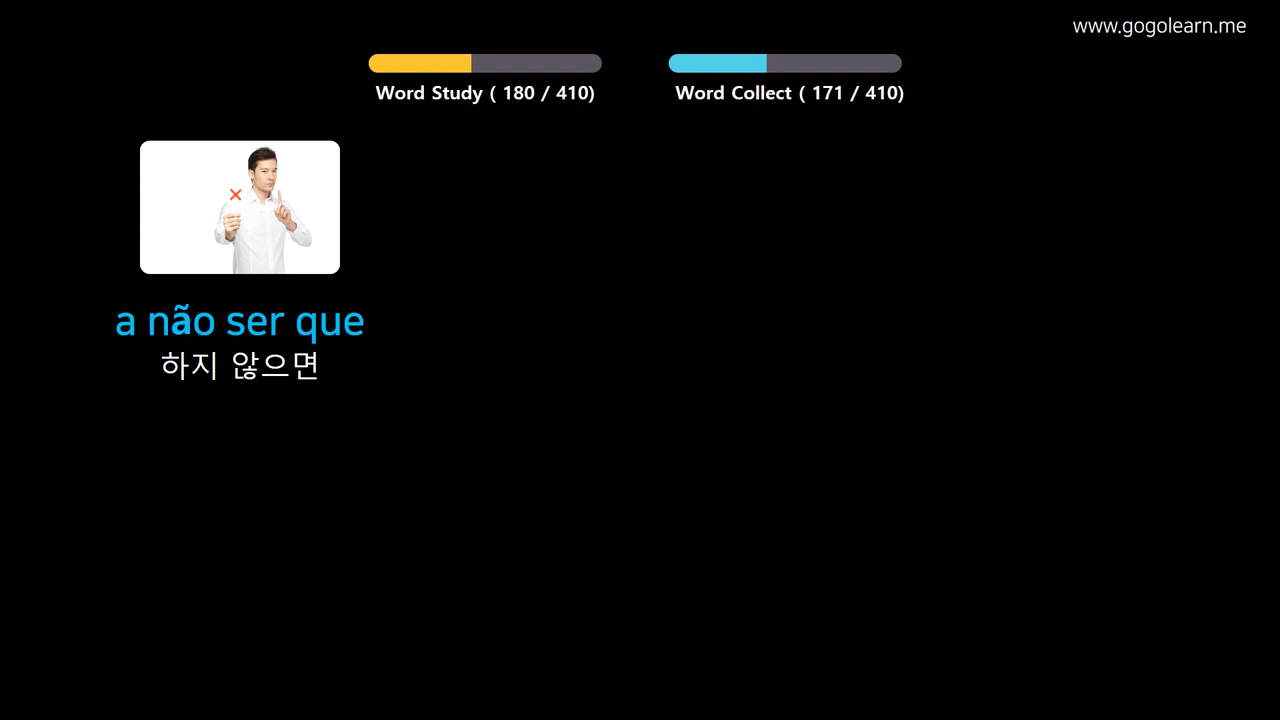 www.gogolearn.me
Word Study ( 180 / 410)
Word Collect ( 171 / 410)
a não ser que
하지 않으면